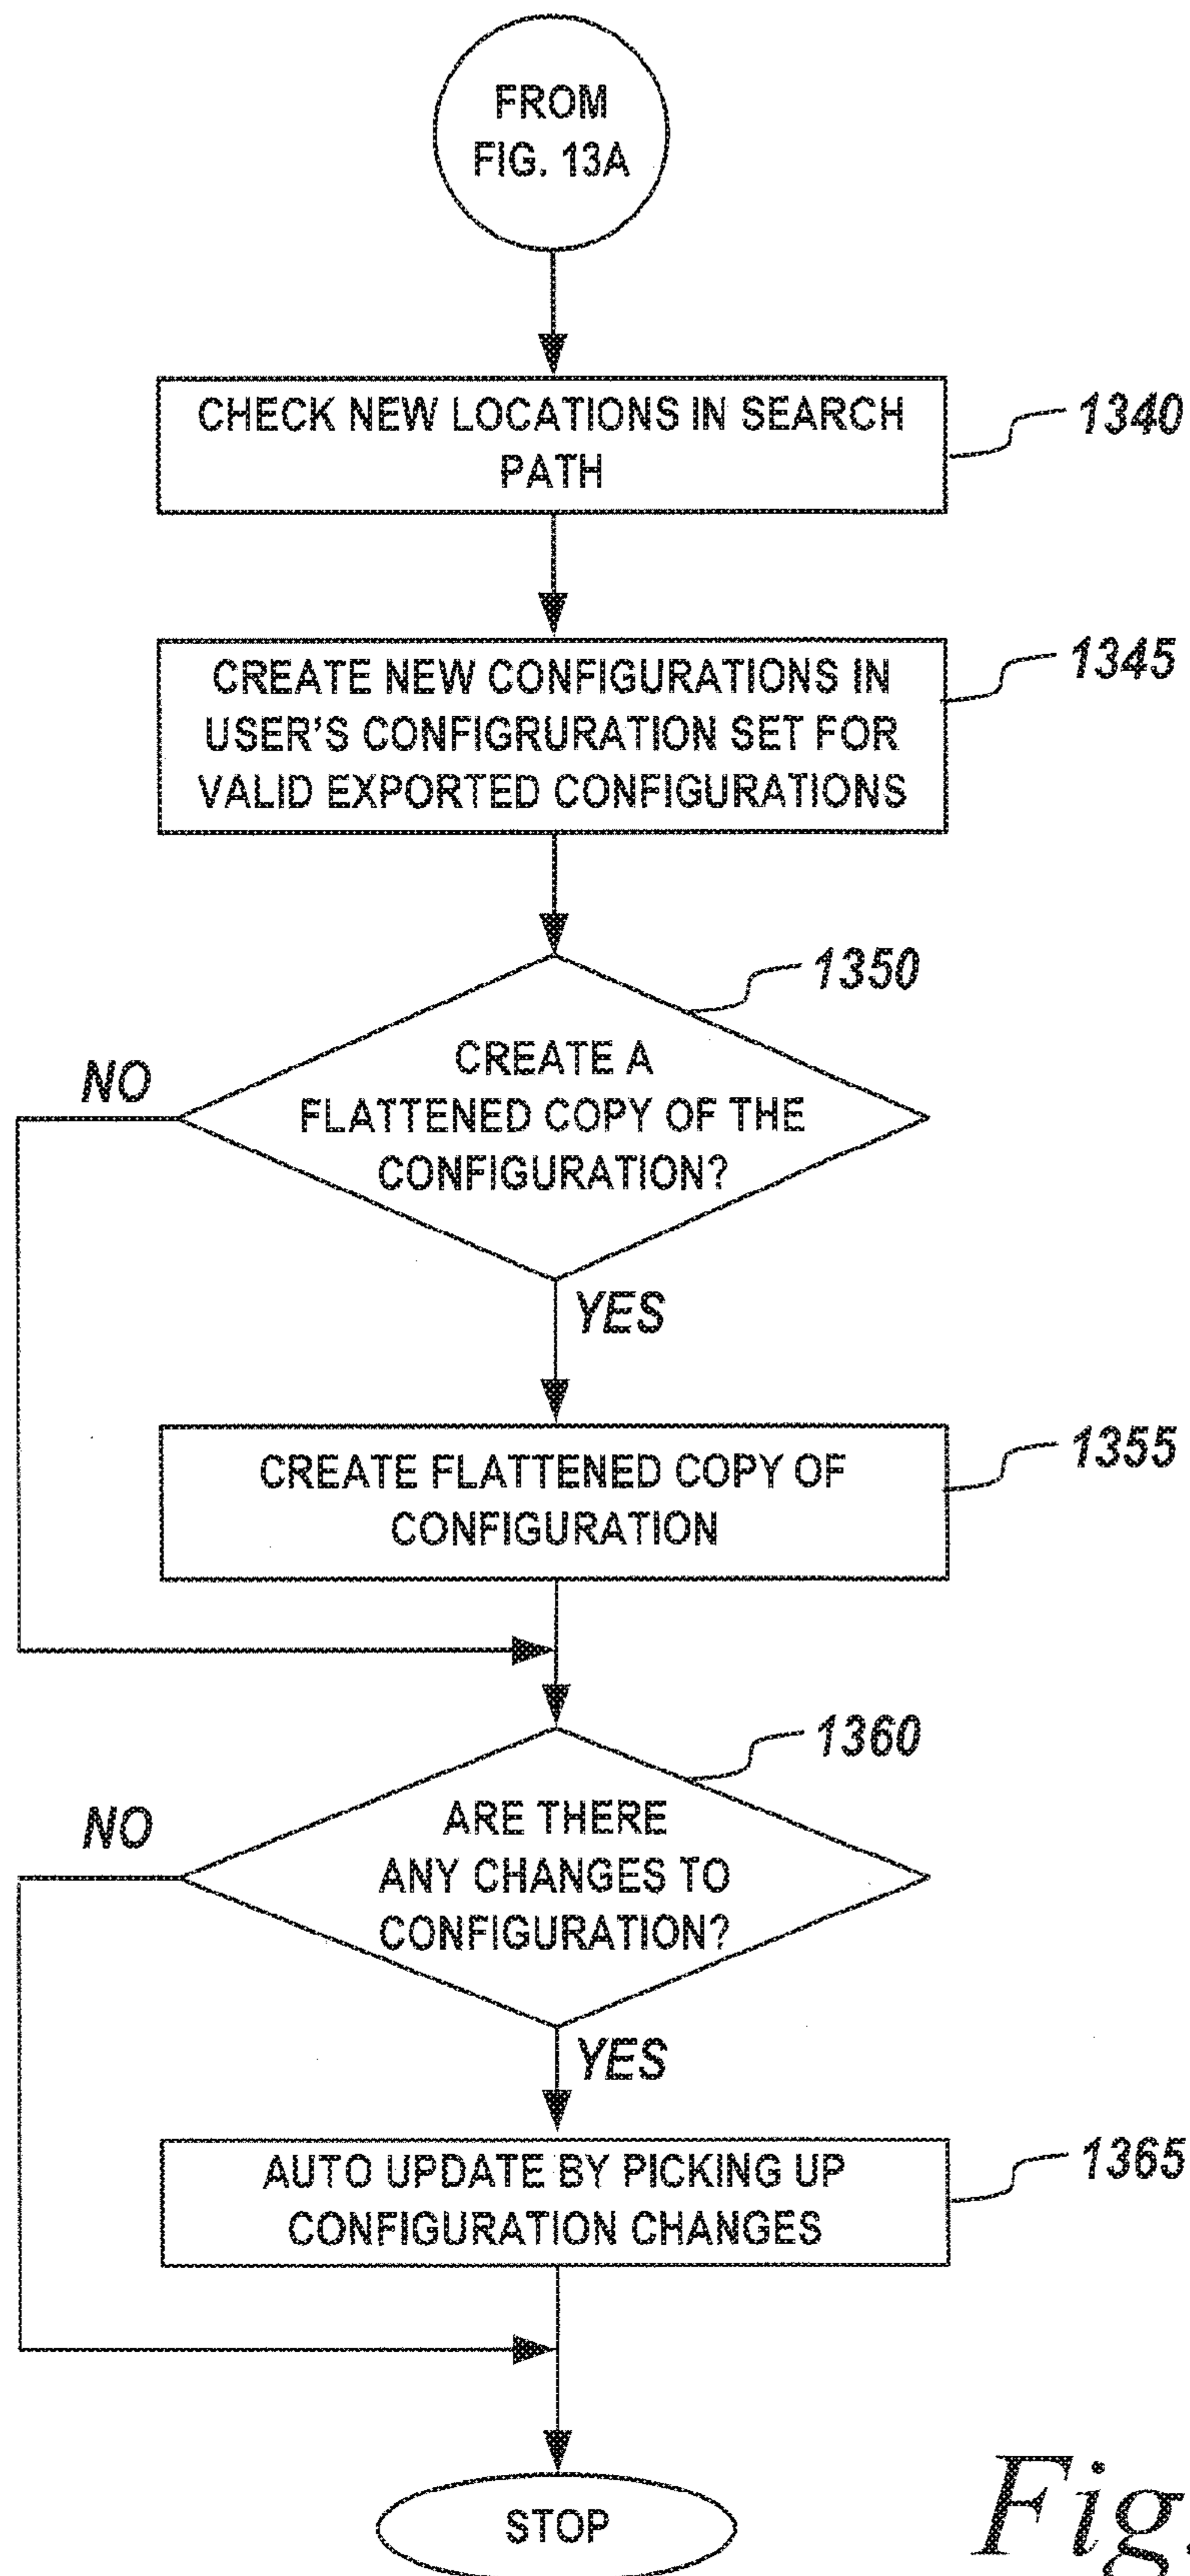 FROM
FIG. 13A
CHECK NEW LOCATIONS IN SEARCH
PATH
1340
CREATE NEW CONFIGURATIONS IN
USER'S CONFIGRURATION SET FOR
VALID EXPORTED CONFIGURATIONS
1345
1350
CREATE A
FLATTENED COPY OF THE
CONFIGURATION?
NO
YES
CREATE FLATTENED COPY OF
CONFIGURATION
1355
1360
ARE THERE
ANY CHANGES TO
CONFIGURATION?
NO
YES
AUTO UPDATE BY PICKING UP
CONFIGURATION CHANGES
1365
STOP
Fig.